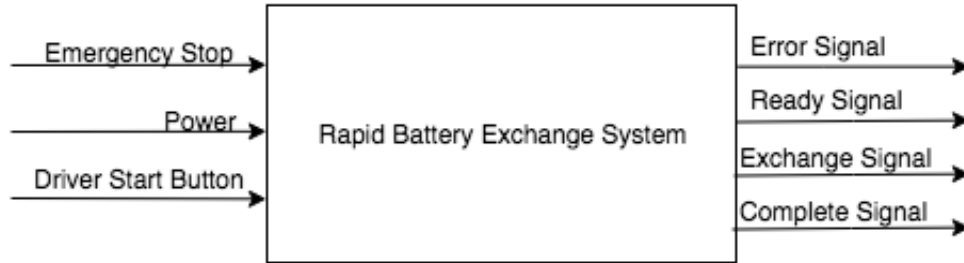 Emergency Stop
Power
Driver Start Button
Rapid Battery Exchange System
Error Signal
Ready Signal
Exchange Signal
Complete Signal